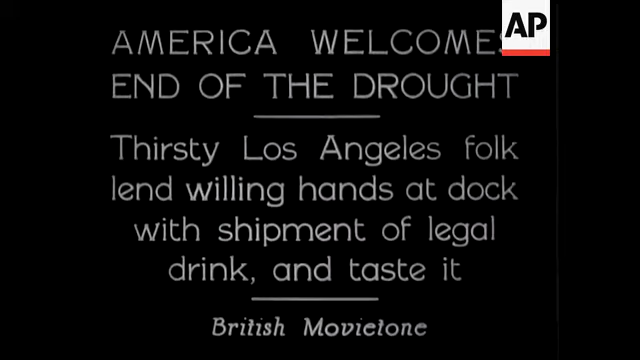 AP
AMERICA WELCOMES
END OF THE DROUGHT
Thirsty Los Angeles folk
lend willing hands at dock
with shipment of legal
drink, and taste it
British Movietone